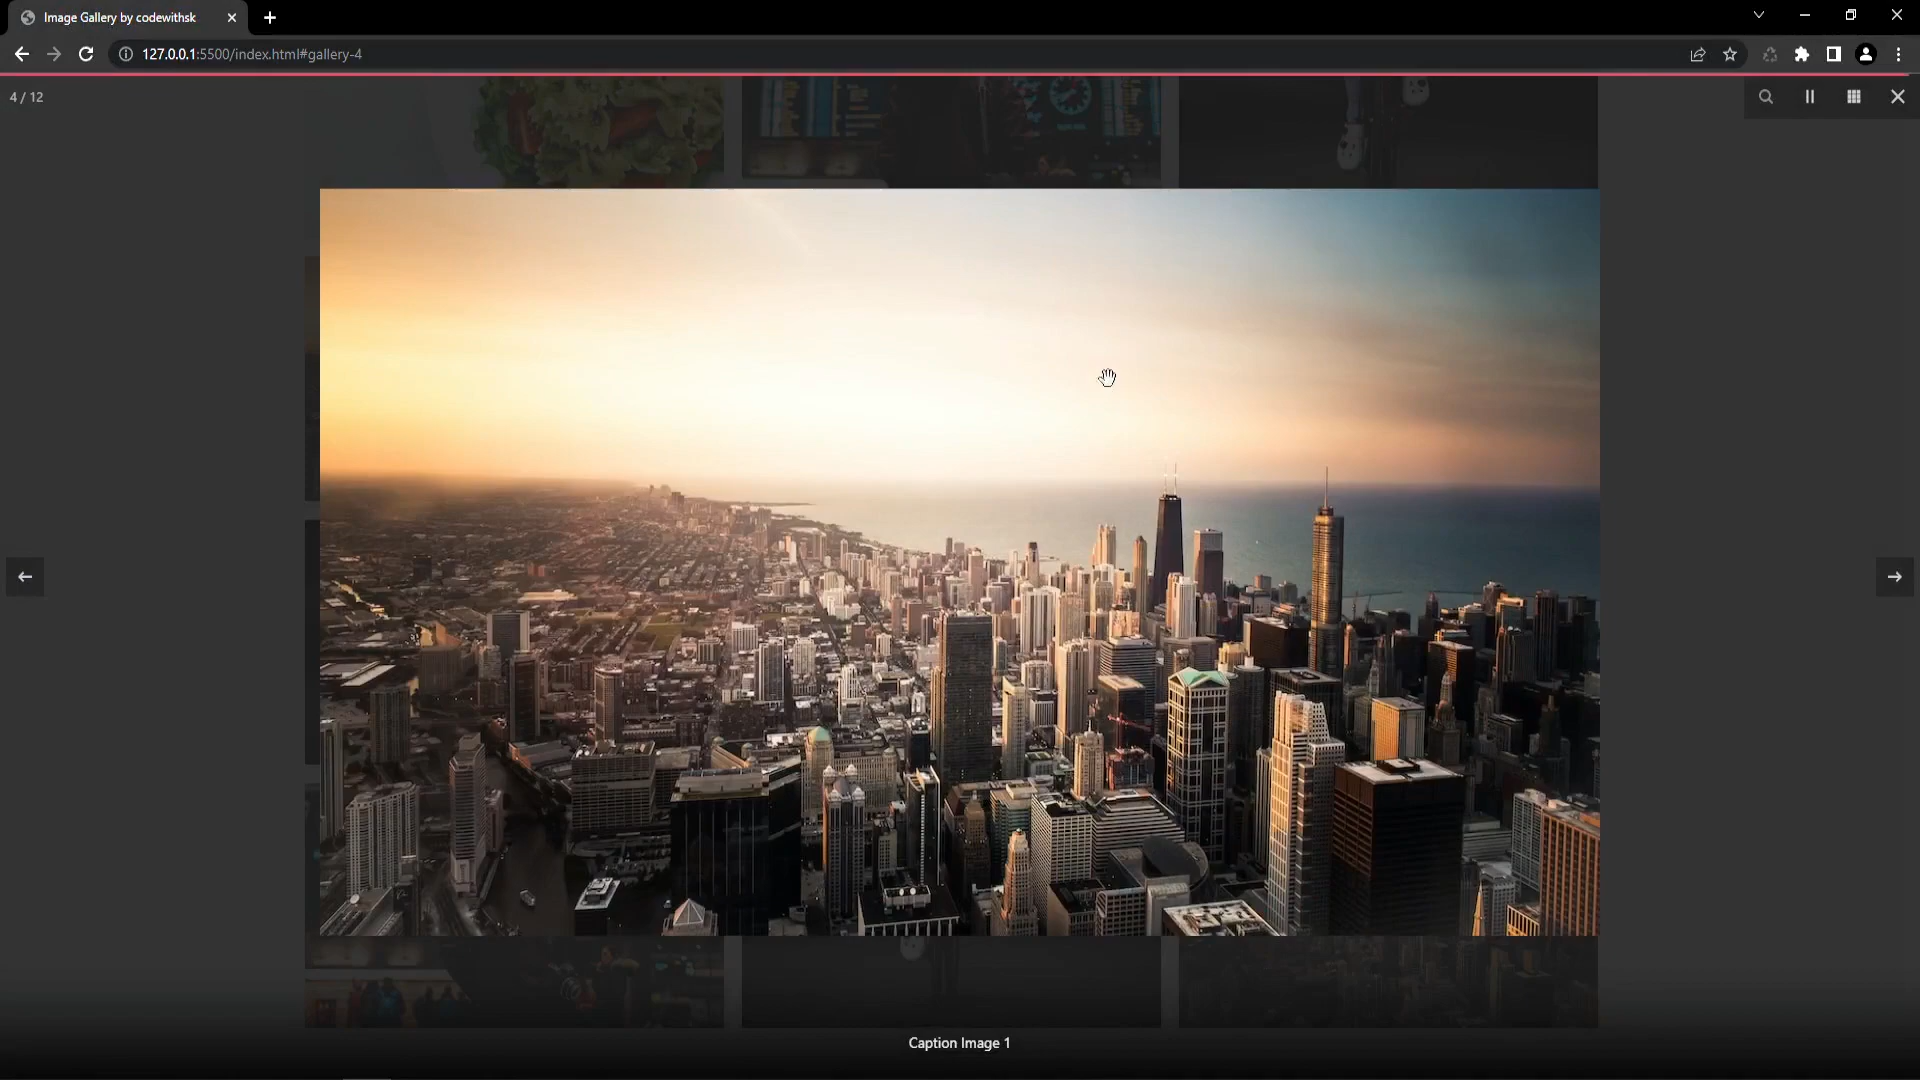 Image Gallery by codewithsk
127.0.0.1:5500/index.html#gallery-4
4 / 12
Caption Image 1